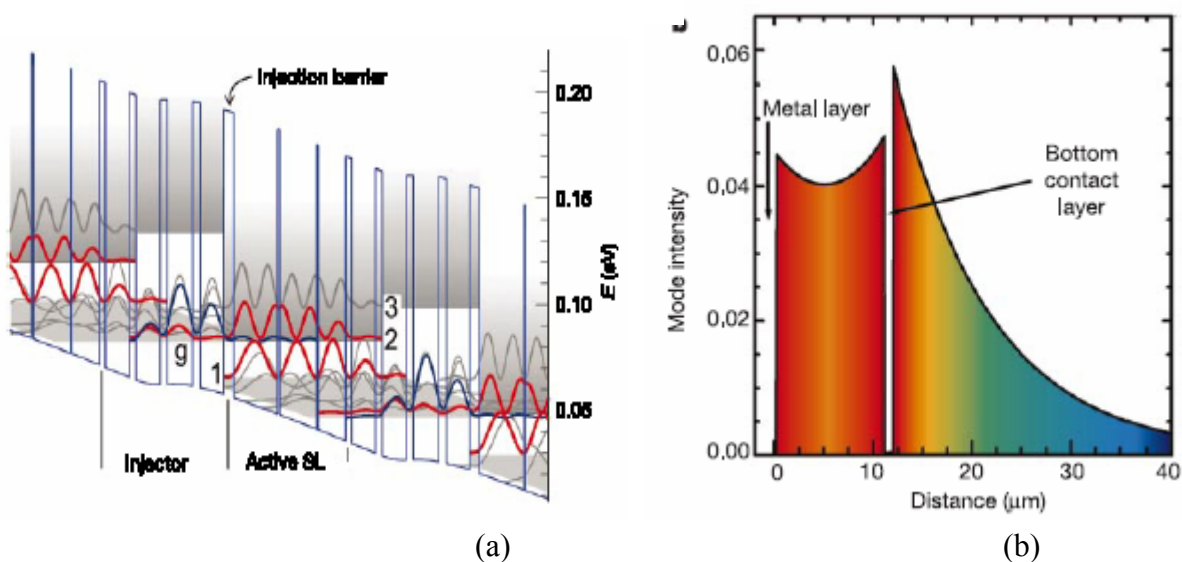 Injection barrier
0.20
0.15
0.10
0.05
E (eV)
3
2
g
1
Injector
Active SL
(a)
0.06
0.04
0.02
0.00
Mode intensity
Metal layer
Bottom
contact
layer
0
10
20
30
40
Distance (μm)
(b)